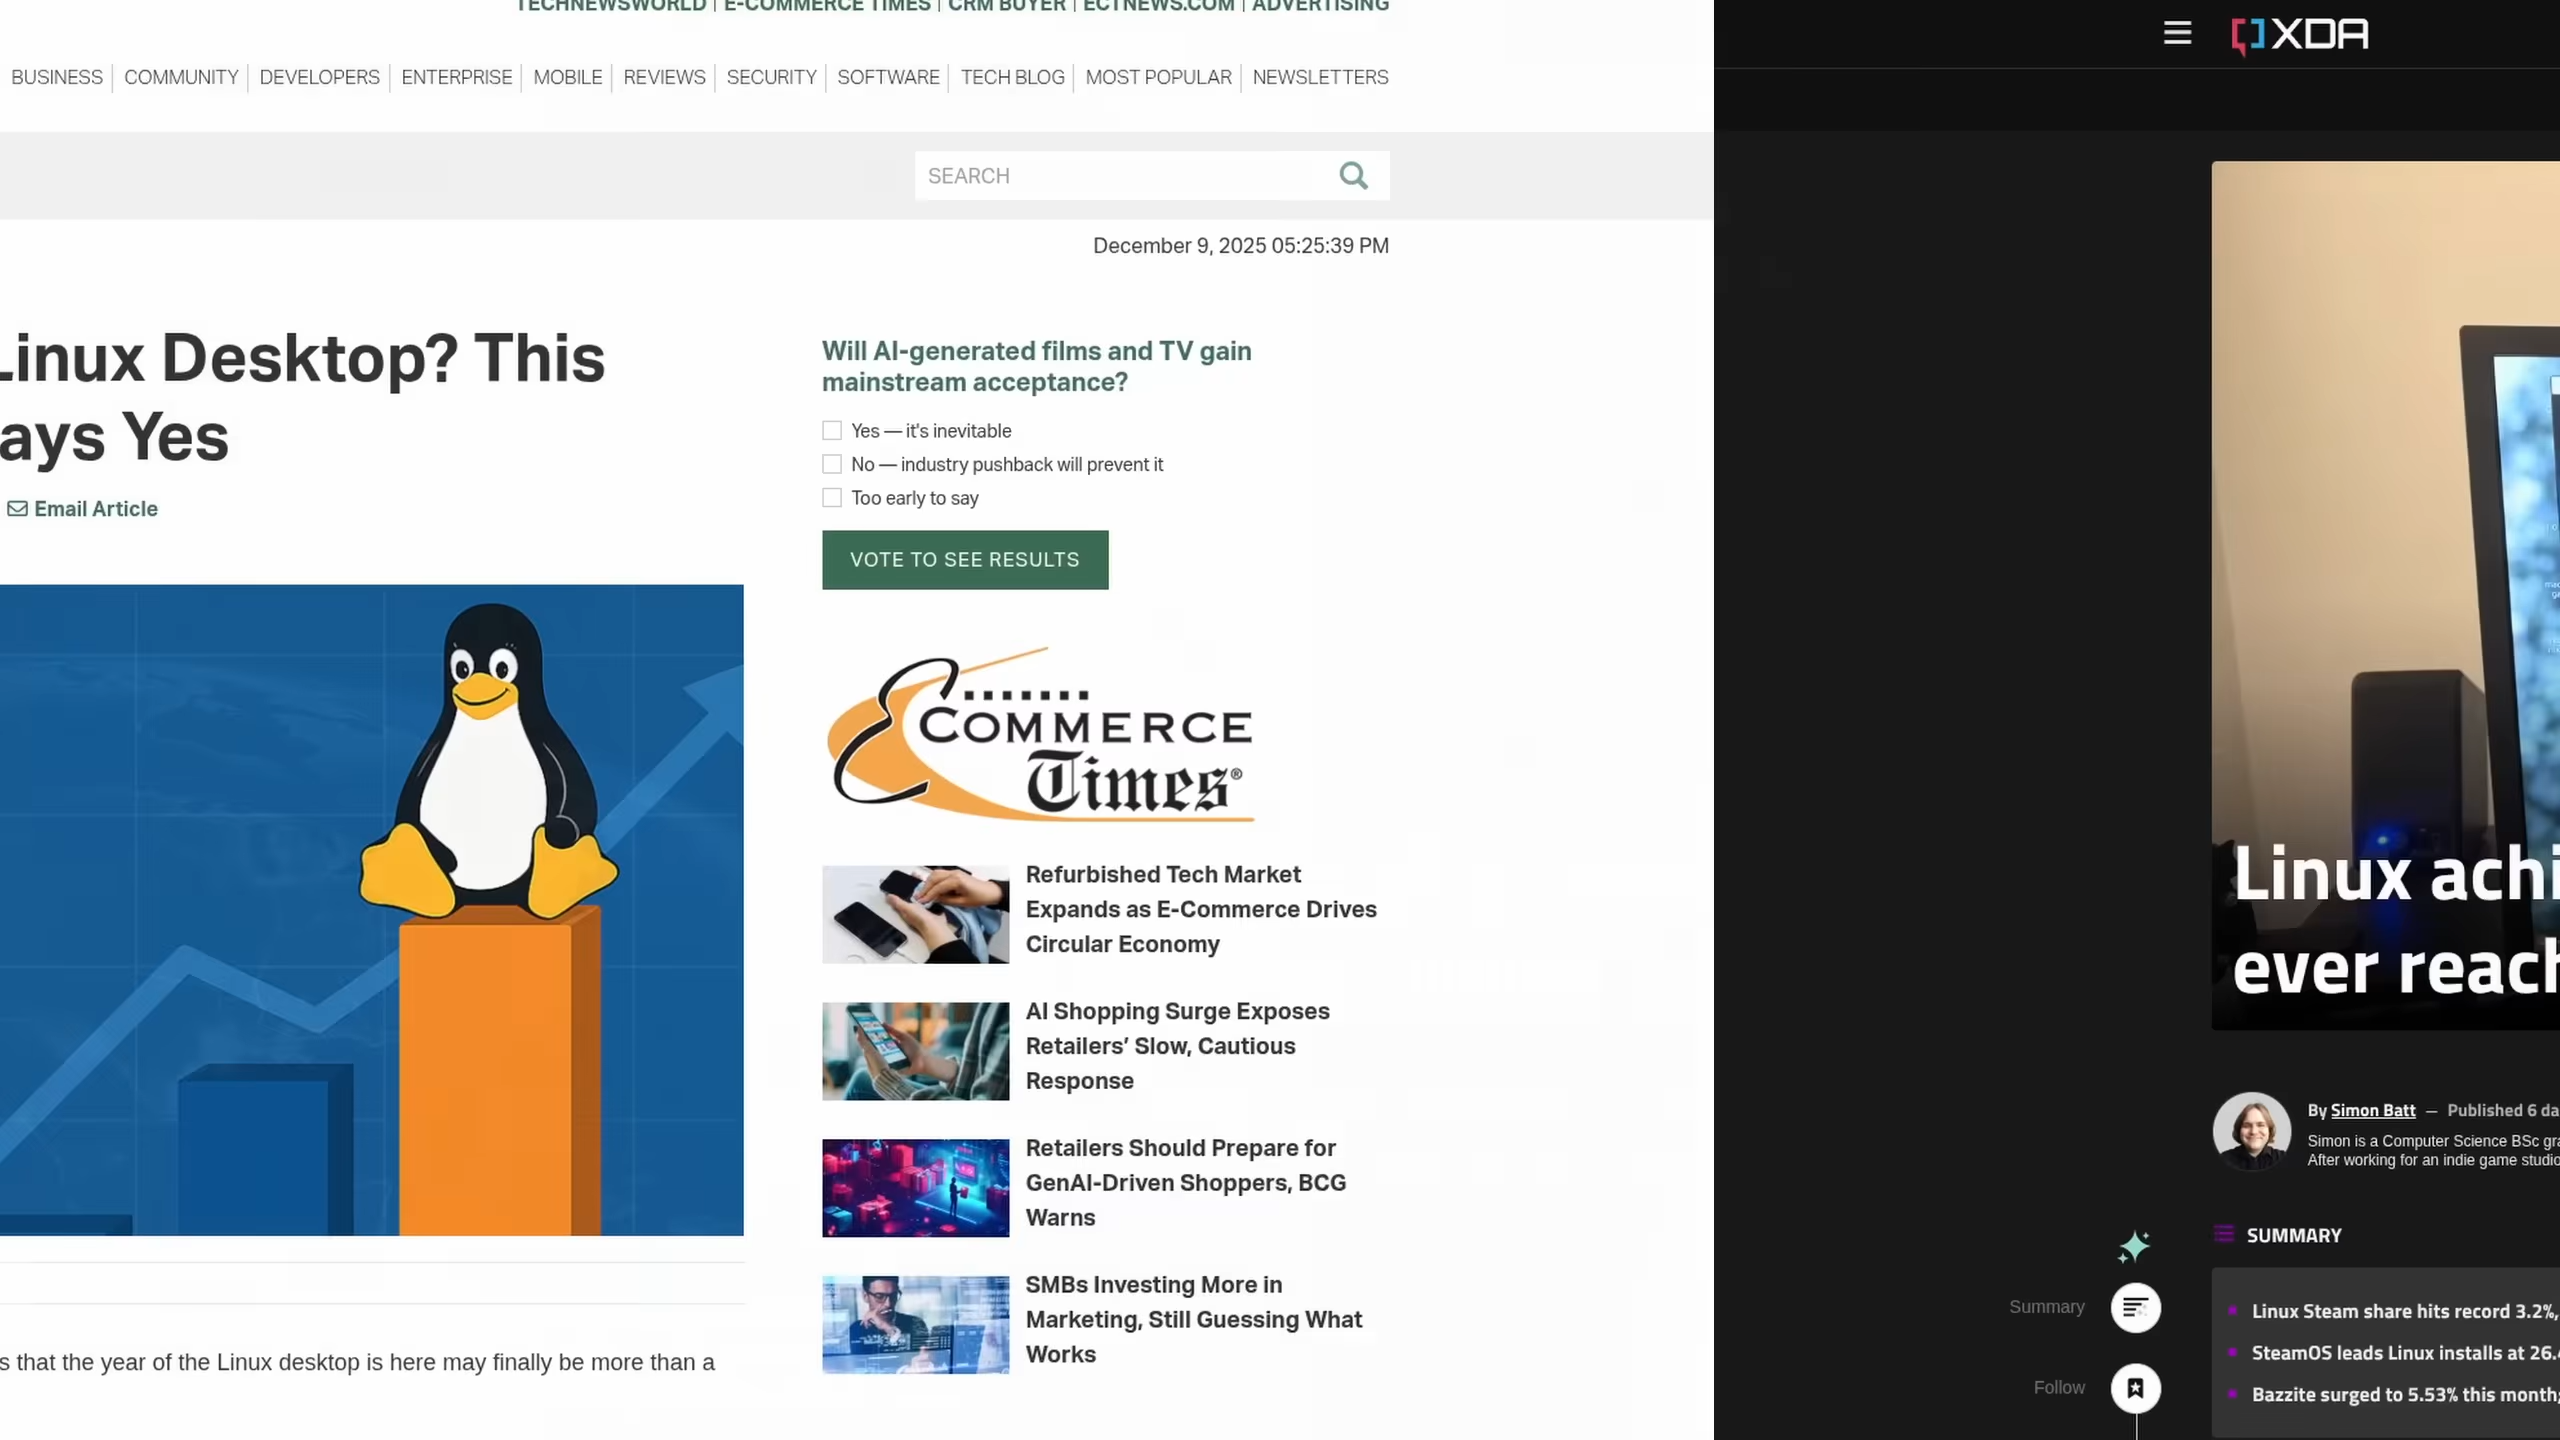 TECHNEWSWORLD | E-COMMERCE TIMES | CRM BUYER | ECTNEWS.COM | ADVERTISING
BUSINESS COMMUNITY DEVELOPERS ENTERPRISE MOBILE REVIEWS SECURITY SOFTWARE TECH BLOG MOST POPULAR NEWSLETTERS
SEARCH
December 9, 2025 05:25:39 PM
Linux Desktop? This
ays Yes
Email Article
Will AI-generated films and TV gain
mainstream acceptance?
Yes — it's inevitable
No — industry pushback will prevent it
Too early to say
VOTE TO SEE RESULTS
E COMMERCE
Times®
Refurbished Tech Market
Expands as E-Commerce Drives
Circular Economy
AI Shopping Surge Exposes
Retailers’ Slow, Cautious
Response
Retailers Should Prepare for
GenAI-Driven Shoppers, BCG
Warns
SMBs Investing More in
Marketing, Still Guessing What
Works
s that the year of the Linux desktop is here may finally be more than a
XDA
Linux achi
ever reach
By Simon Batt — Published 6 da
Simon is a Computer Science BSc gra
After working for an indie game studio
SUMMARY
Summary
Follow
Linux Steam share hits record 3.2%,
SteamOS leads Linux installs at 26.
Bazzite surged to 5.53% this month;